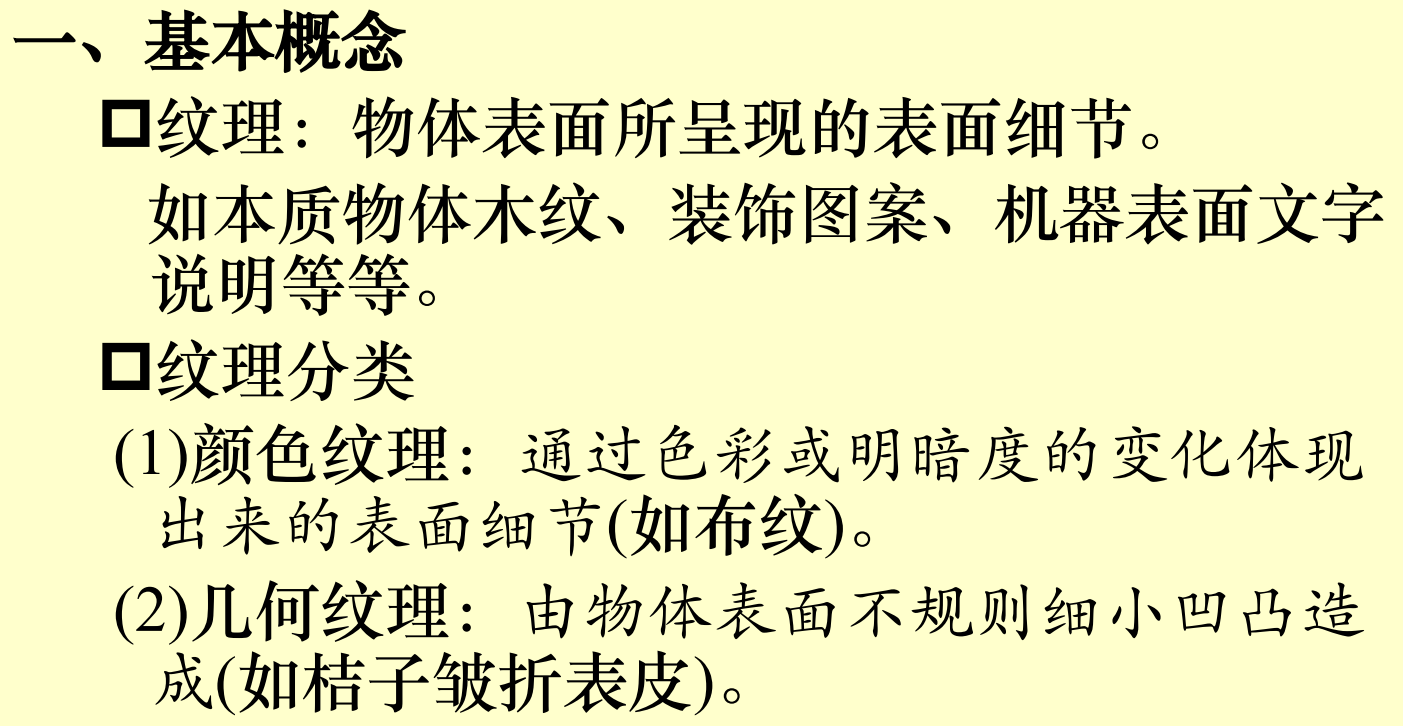 一、基本概念
纹理：物体表面所呈现的表面细节。
如本质物体木纹、装饰图案、机器表面文字
说明等等。
纹理分类
(1)颜色纹理：通过色彩或明暗度的变化体现
出来的表面细节(如布纹)。
(2)几何纹理：由物体表面不规则细小凹凸造
成(如桔子皱折表皮)。